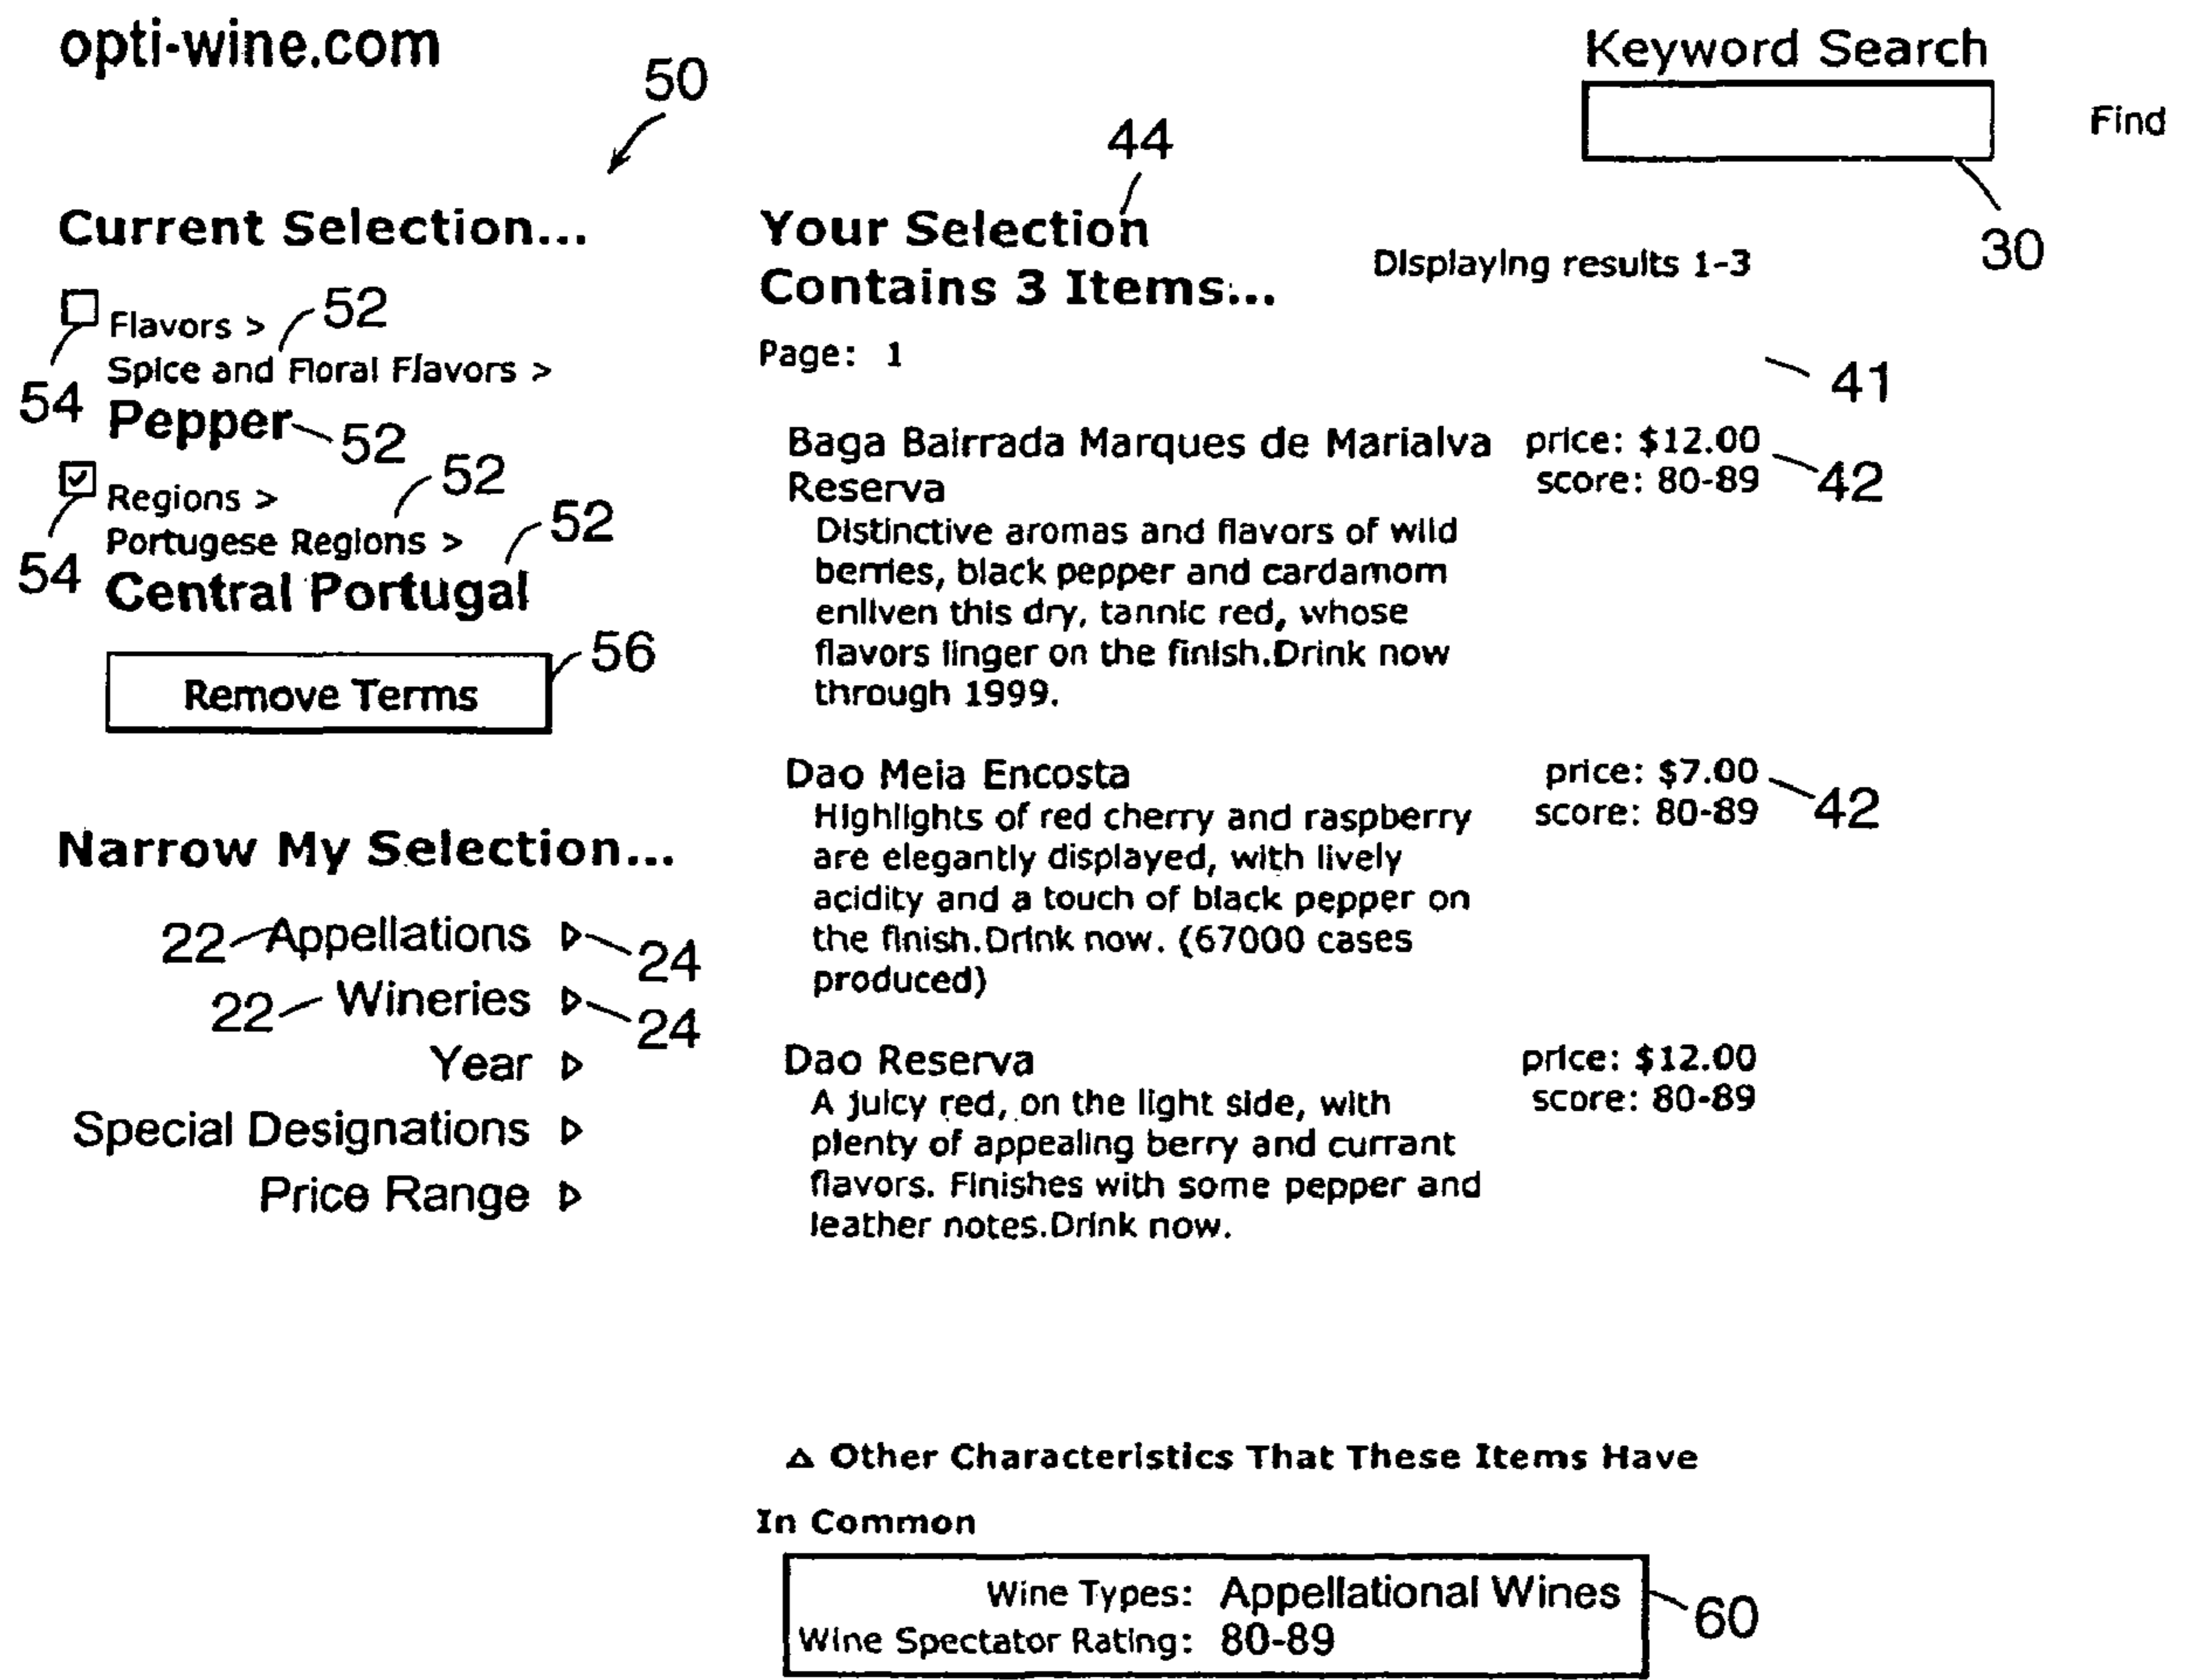 opti-wine.com
Keyword Search
Find
30
50
44
Current Selection...
Flavors >
52
Spice and Floral Flavors >
54
Pepper
52
Regions >
52
Portugese Regions >
52
54
Central Portugal
56
Remove Terms
Narrow My Selection...
22 Appellations 24
22 Wineries 24
Year
Special Designations
Price Range
Your Selection
Contains 3 Items...
Displaying results 1-3
Page: 1
41
Baga Bairrada Marques de Marialva price: $12.00
Reserva score: 80-89
42
Distinctive aromas and flavors of wild
berries, black pepper and cardamom
enliven this dry, tannic red, whose
flavors linger on the finish.Drink now
through 1999.
Dao Meia Encosta price: $7.00
Highlights of red cherry and raspberry score: 80-89
42
are elegantly displayed, with lively
acidity and a touch of black pepper on
the finish.Drink now. (67000 cases
produced)
Dao Reserva price: $12.00
A juicy red, on the light side, with score: 80-89
plenty of appealing berry and currant
flavors. Finishes with some pepper and
leather notes.Drink now.
Other Characteristics That These Items Have
In Common
Wine Types: Appellational Wines
Wine Spectator Rating: 80-89
60